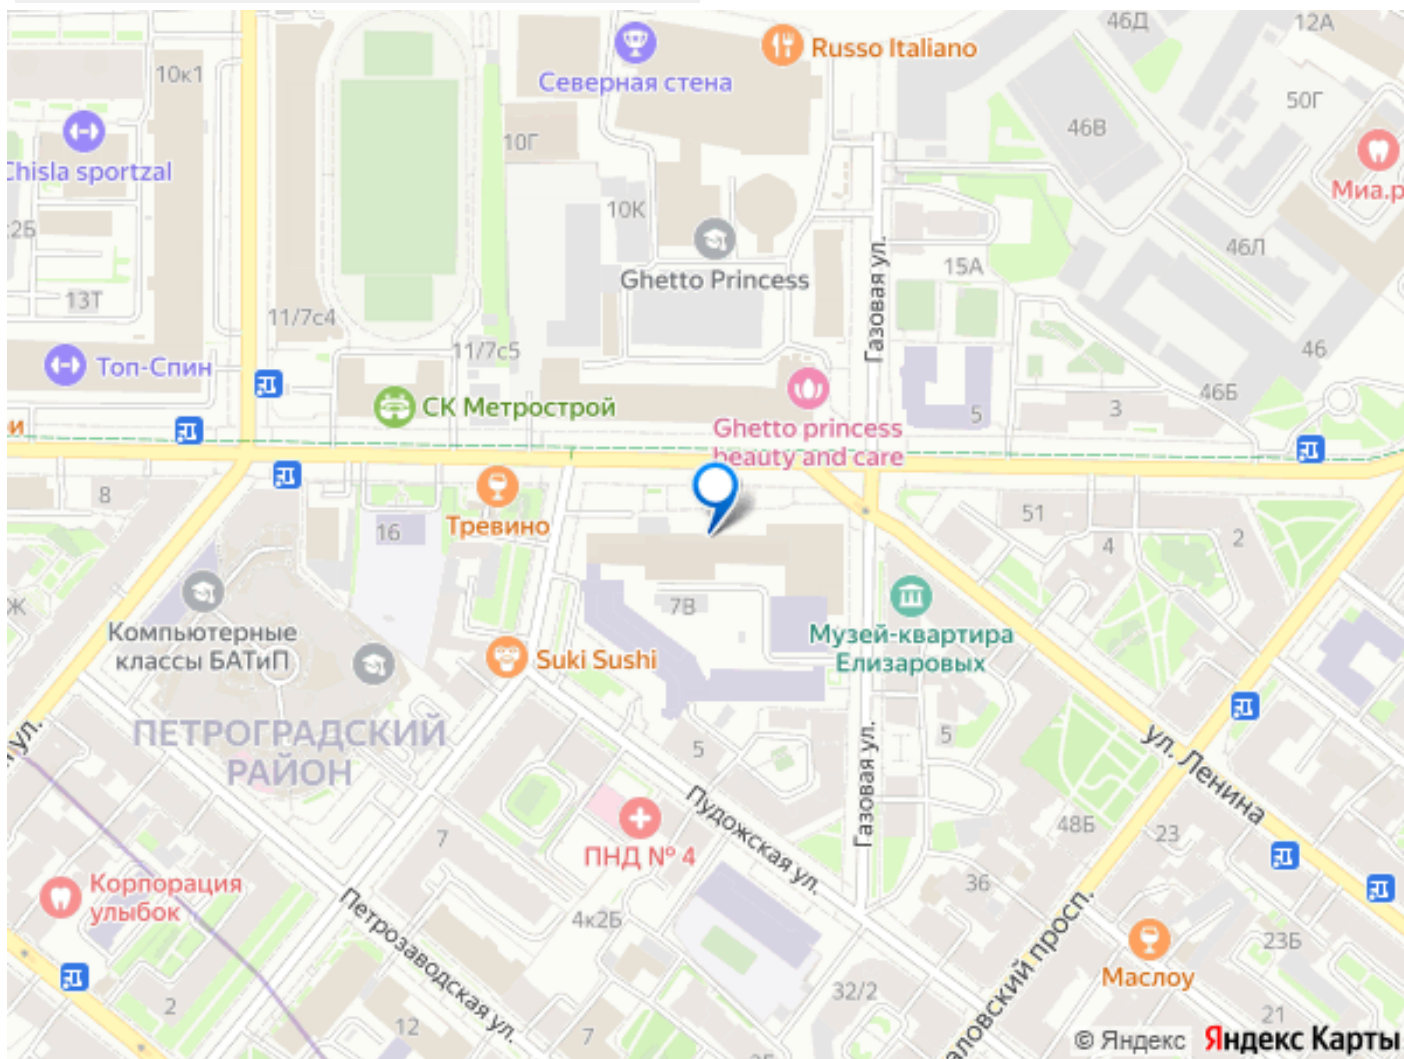 46Д
12А
Russo Italiano
Северная стена
10к1
50Г
46В
10Г
Chisla sportzal
Миа.р
10К
2Б
46Л
Газовая ул.
Ghetto Princess
15А
13Т
11/7с4
11/7с5
46
Топ-Спин
46Б
СК Метрострой
3
5
и
Ghetto princess
beauty and care
8
51
Тревино
16
4
2
Ж
7В
Компьютерные
классы БАТиП
Музей-квартира
Елизаровых
Suki Sushi
ул.
ПЕТРОГРАДСКИЙ
РАЙОН
5
5
ул. Ленина
Газовая ул.
Пудожская ул.
48Б
23
7
ПНД № 4
Корпорация
улыбок
36
Петрозаводская ул.
4к2Б
аловский просп.
23Б
Маслоу
32/2
2
12
7
21
© Яндекс Яндекс Карты